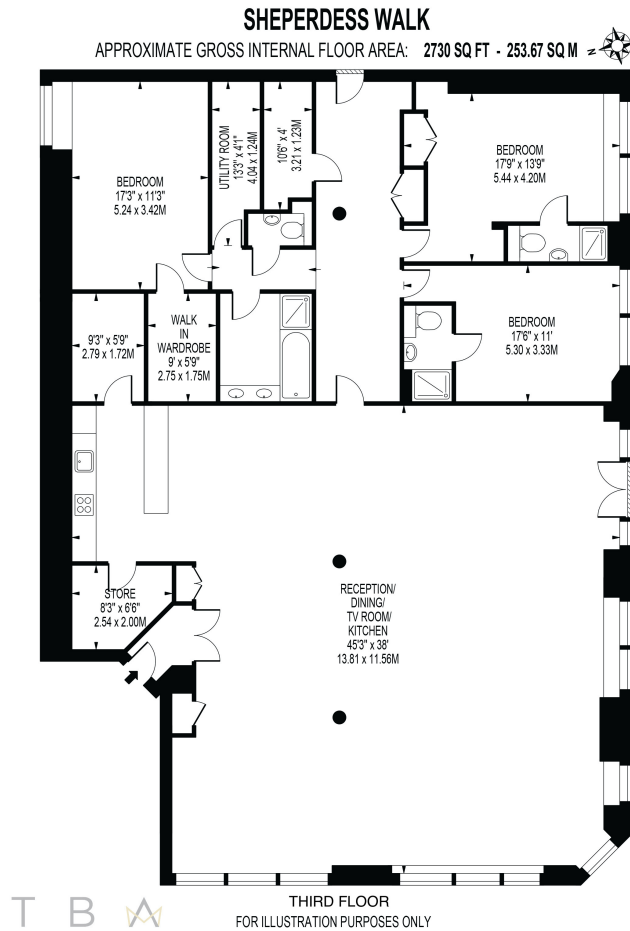 SHEPERDESS WALK
APPROXIMATE GROSS INTERNAL FLOOR AREA: 2730 SQ FT - 253.67 SQ M
N
BEDROOM
17'3" x 11'3"
5.24 x 3.42M
UTILITY ROOM
13'3" x 4'1"
4.04 x 1.24M
10'6" x 4'
3.21 x 1.23M
BEDROOM
17'9" x 13'9"
5.44 x 4.20M
9'3" x 5'9"
2.79 x 1.72M
WALK
IN
WARDROBE
9' x 5'9"
2.75 x 1.75M
BEDROOM
17'6" x 11'
5.30 x 3.33M
STORE
8'3" x 6'6"
2.54 x 2.00M
RECEPTION/
DINING/
TV ROOM/
KITCHEN
45'3" x 38'
13.81 x 11.56M
THIRD FLOOR
FOR ILLUSTRATION PURPOSES ONLY
T B A